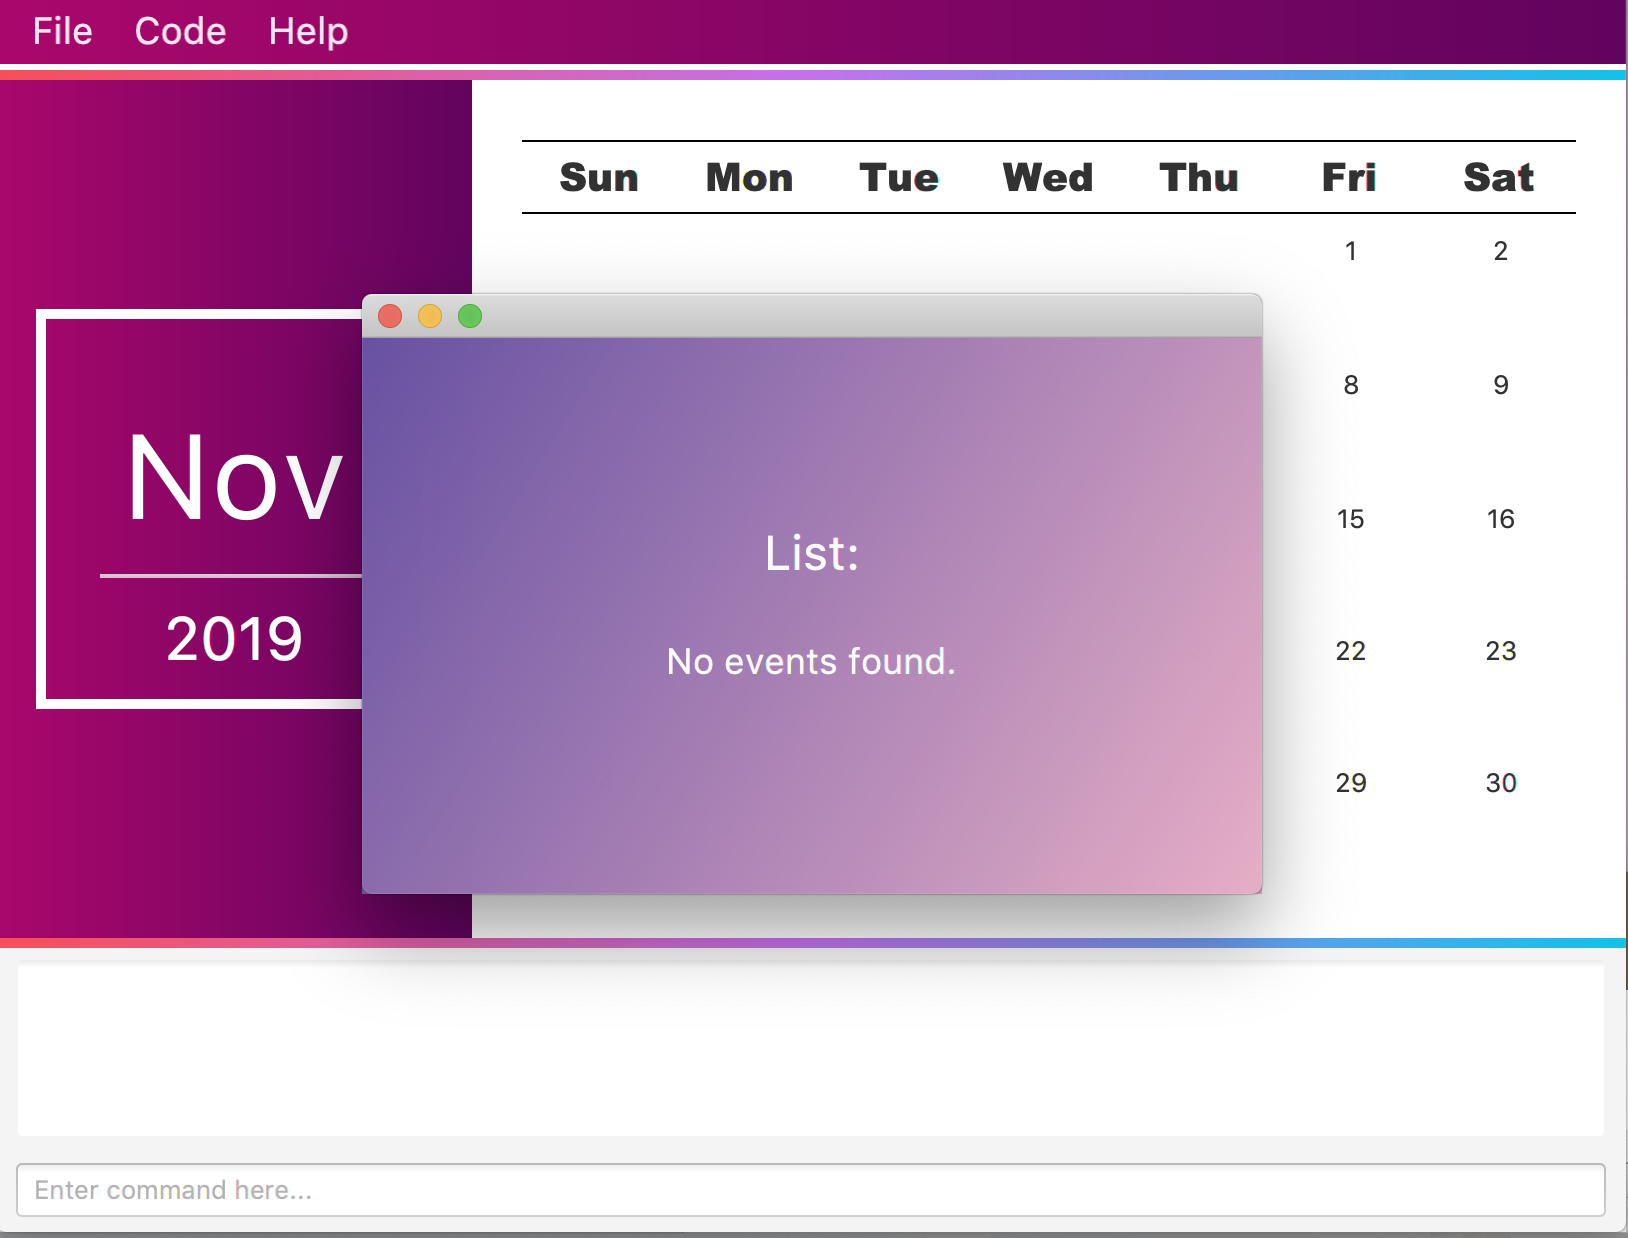 File Code Help
Sun Mon Tue Wed Thu Fri Sat
1 2
8 9
Nov
15 16
List:
2019
No events found.
22 23
29 30
Enter command here...